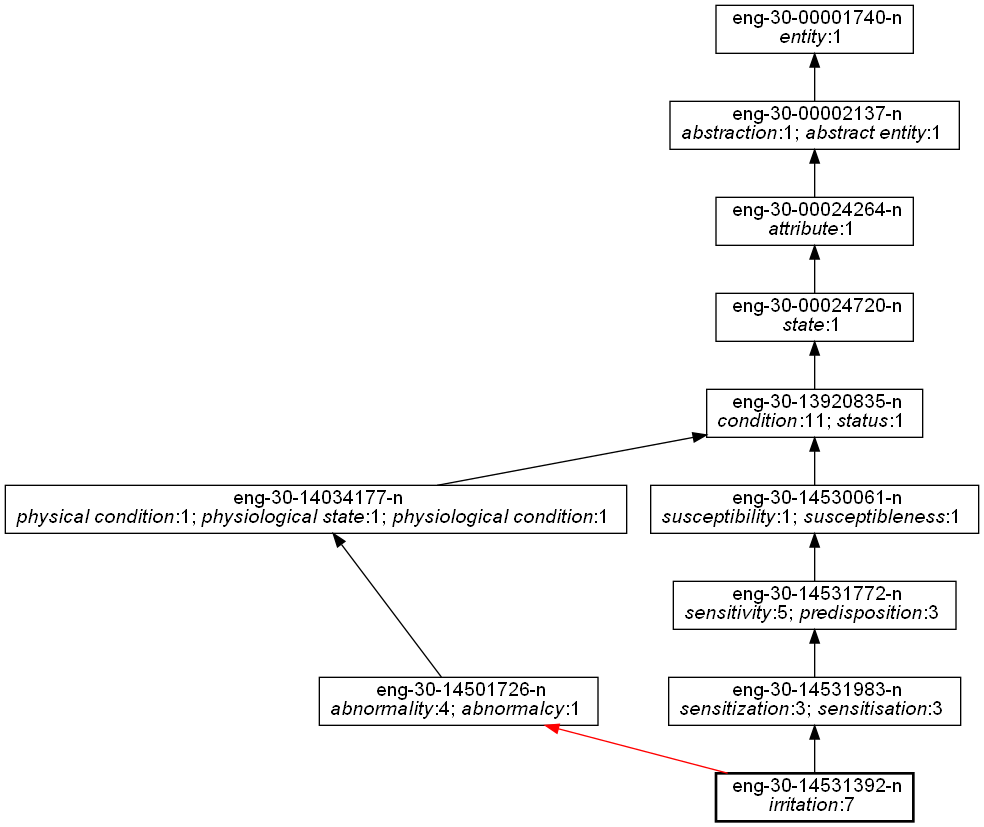 eng-30-00001740-n
entity:1
eng-30-00002137-n
abstraction:1; abstract entity:1
eng-30-00024264-n
attribute:1
eng-30-00024720-n
state:1
eng-30-13920835-n
condition:11; status:1
eng-30-14034177-n
physical condition:1; physiological state:1; physiological condition:1
eng-30-14530061-n
susceptibility:1; susceptibleness:1
eng-30-14531772-n
sensitivity:5; predisposition:3
eng-30-14501726-n
abnormality:4; abnormalcy:1
eng-30-14531983-n
sensitization:3; sensitisation:3
eng-30-14531392-n
irritation:7